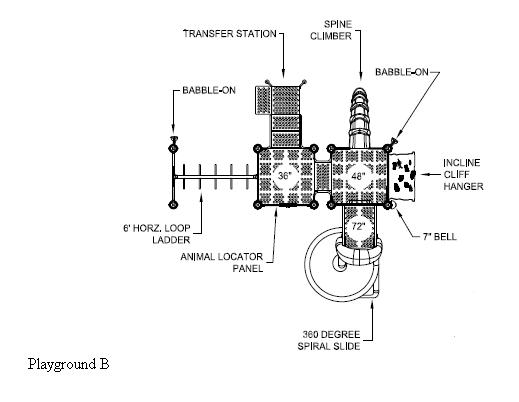 TRANSFER STATION
SPINE
CLIMBER
BABBLE-ON
BABBLE-ON
36"
48"
INCLINE
CLIFF
HANGER
72"
6' HORZ. LOOP
LADDER
ANIMAL LOCATOR
PANEL
7" BELL
360 DEGREE
SPIRAL SLIDE
Playground B